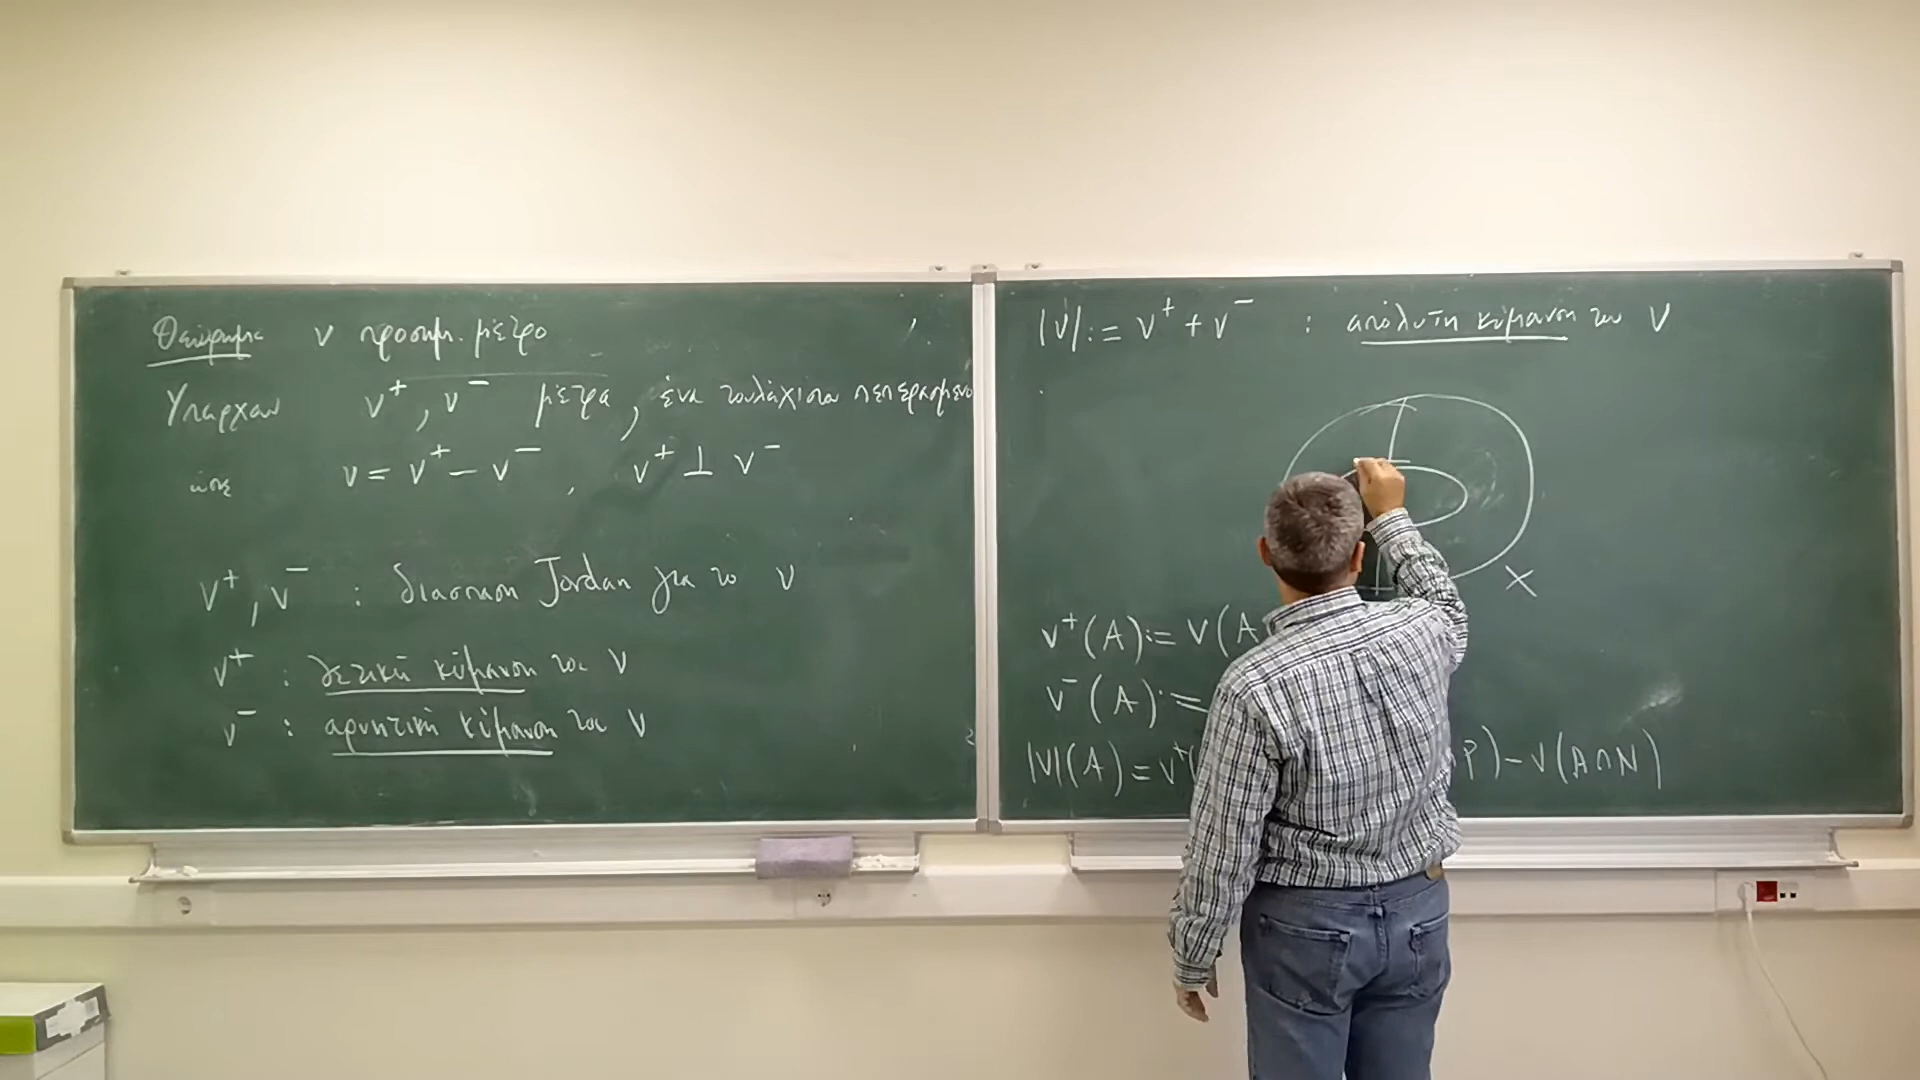 Θεώρημα ν προσημ. μέτρο
Υπάρχουν ν⁺, ν⁻ μέτρα, ένα τουλάχιστον πεπερασμένο
ώστε ν = ν⁺ − ν⁻, ν⁺ ⊥ ν⁻
ν⁺, ν⁻ : διάσπαση Jordan για το ν
ν⁺ : θετική κύμανση του ν
ν⁻ : αρνητική κύμανση του ν
|ν| := ν⁺ + ν⁻ : απόλυτη κύμανση του ν
X
ν⁺(A) := ν(A
ν⁻(A) :=
|ν|(A) = ν⁺( P) − ν(A∩N)